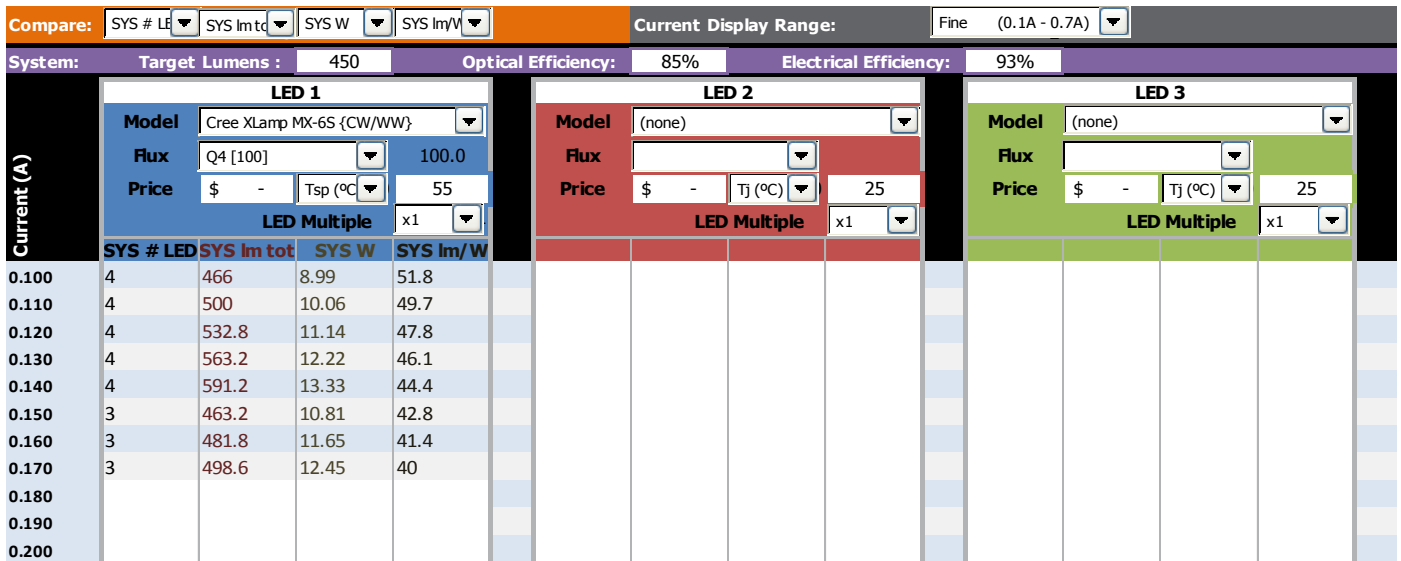 Compare: SYS # LE SYS lm to SYS W SYS lm/W Current Display Range: Fine (0.1A - 0.7A)
System: Target Lumens : 450 Optical Efficiency: 85% Electrical Efficiency: 93%
LED 1 LED 2 LED 3
Model Cree XLamp MX-6S {CW/WW} Model (none) Model (none)
Flux Q4 [100] 100.0 Flux Flux
Price $ - Tsp (ºC 55 Price $ - Tj (ºC) 25 Price $ - Tj (ºC) 25
LED Multiple x1 LED Multiple x1 LED Multiple x1
Current (A)
SYS # LED SYS lm tot SYS W SYS lm/W
0.100 4 466 8.99 51.8
0.110 4 500 10.06 49.7
0.120 4 532.8 11.14 47.8
0.130 4 563.2 12.22 46.1
0.140 4 591.2 13.33 44.4
0.150 3 463.2 10.81 42.8
0.160 3 481.8 11.65 41.4
0.170 3 498.6 12.45 40
0.180
0.190
0.200